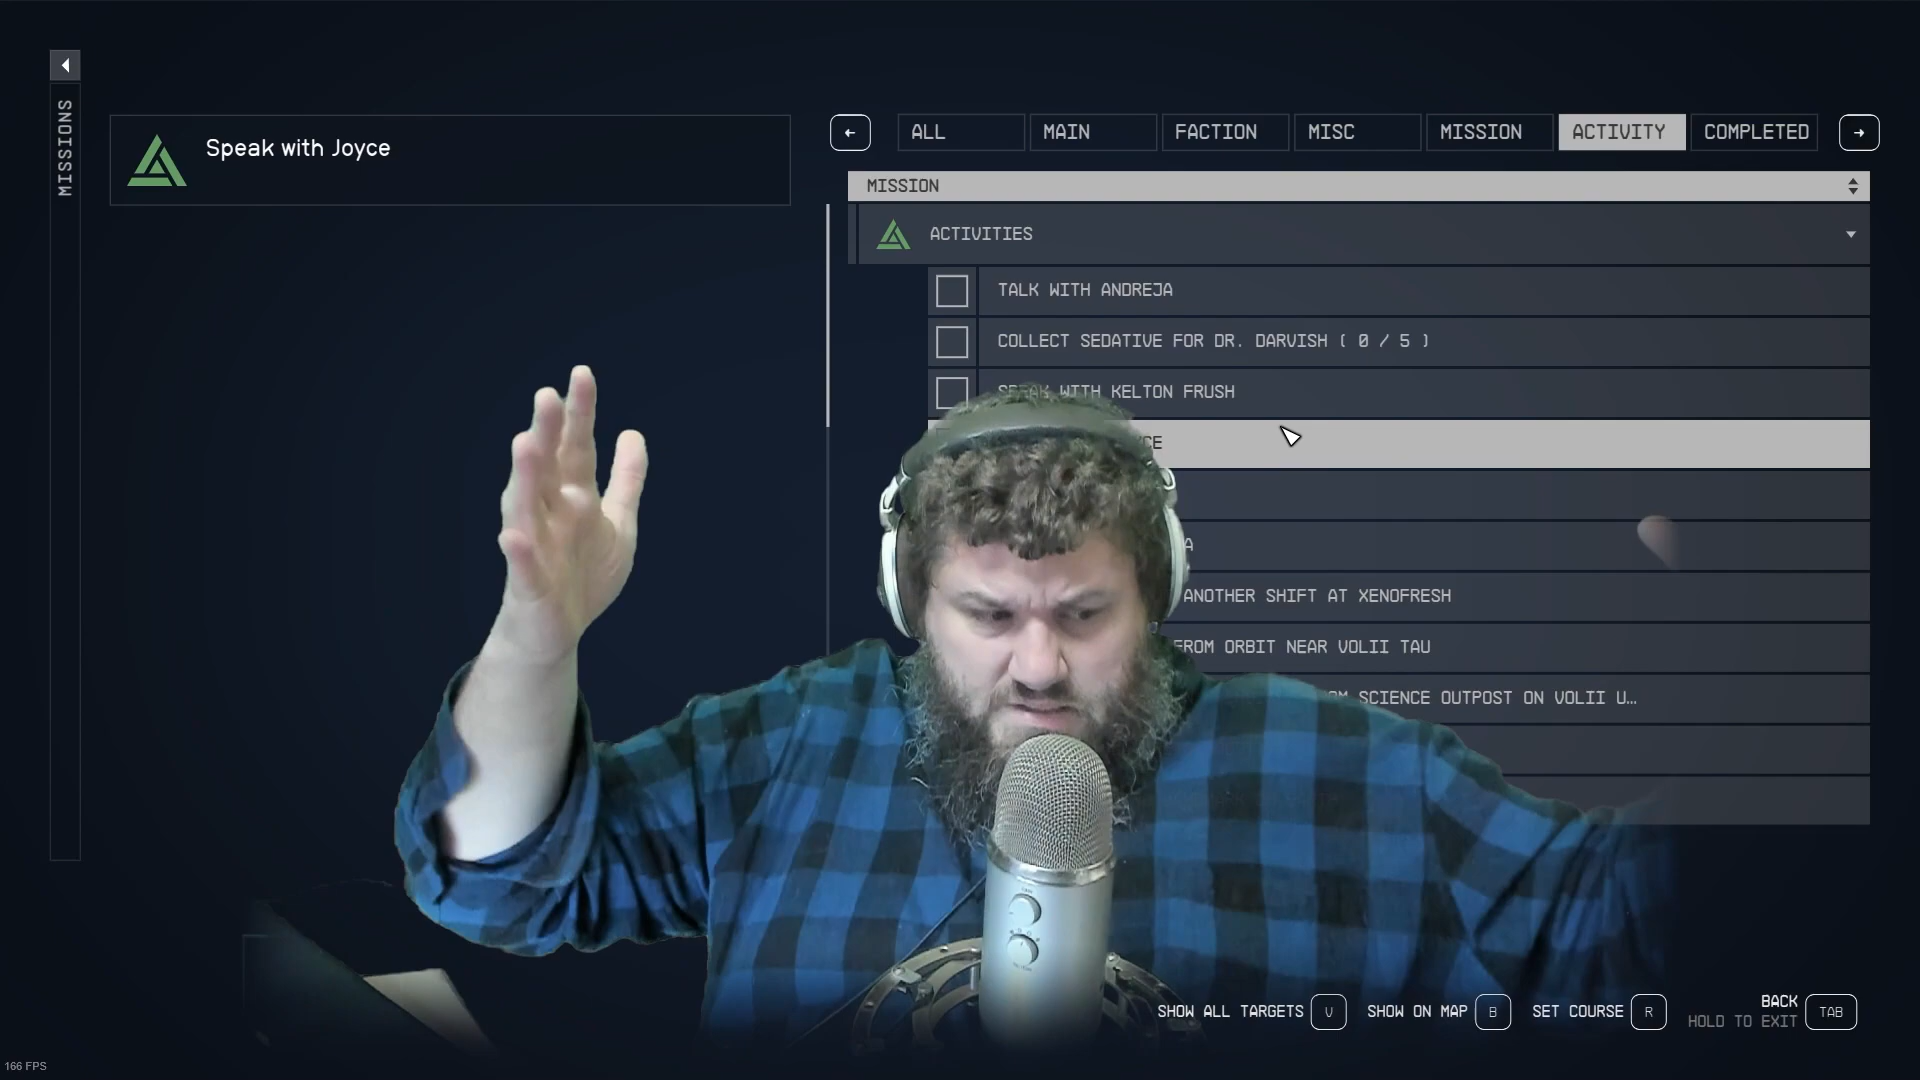 MISSIONS
Speak with Joyce
ALL
MAIN
FACTION
MISC
MISSION
ACTIVITY
COMPLETED
MISSION
ACTIVITIES
TALK WITH ANDREJA
COLLECT SEDATIVE FOR DR. DARVISH ( 0 / 5 )
SPEAK WITH KELTON FRUSH
ANOTHER SHIFT AT XENOFRESH
FROM ORBIT NEAR VOLII TAU
SCIENCE OUTPOST ON VOLII U...
SHOW ALL TARGETS V
SHOW ON MAP B
SET COURSE R
BACK
HOLD TO EXIT
TAB
166 FPS